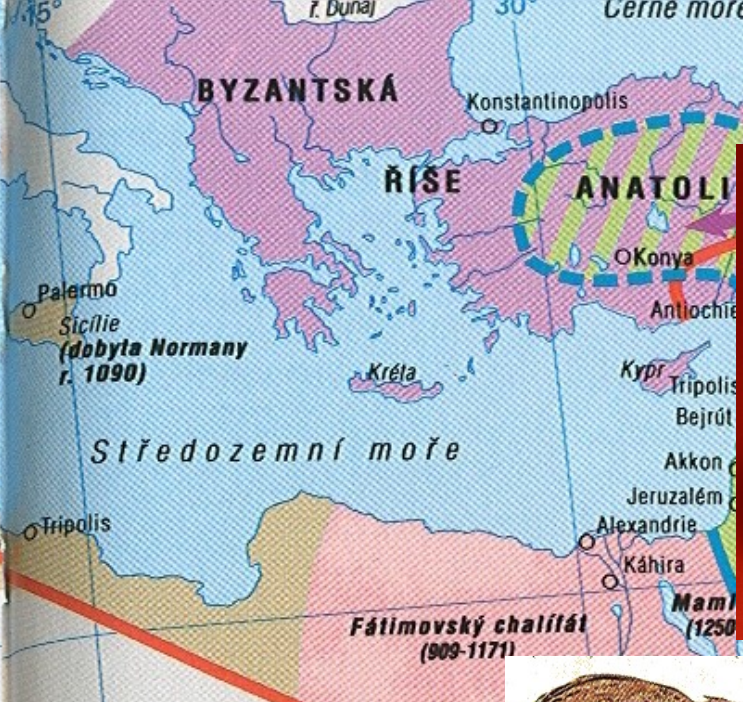 15°
ř. Dunaj
30°
Černé moře
BYZANTSKÁ
Konstantinopolis
ŘÍŠE
ANATOLI
Konya
Palermo
Sicílie
(dobyta Normany
r. 1090)
Antiochie
Kréta
Kypr
Tripolis
Bejrút
Středozemní moře
Akkon
Jeruzalém
Tripolis
Alexandrie
Káhira
Fátimovský chalífát
(909-1171)
Maml
(1250